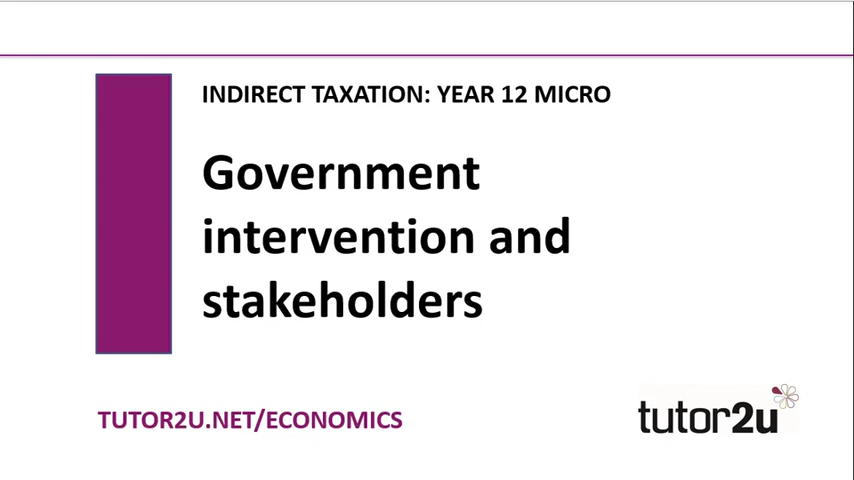 INDIRECT TAXATION: YEAR 12 MICRO
Government
intervention and
stakeholders
TUTOR2U.NET/ECONOMICS
tutor2u